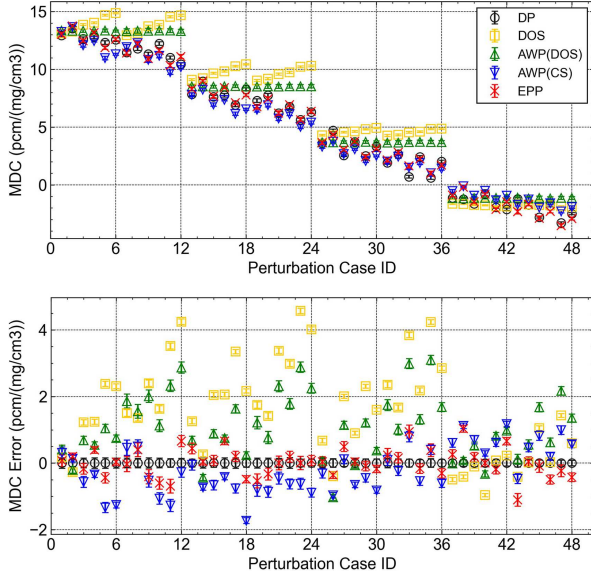 15
10
5
0
MDC (pcm/(mg/cm3))
DP
DOS
AWP(DOS)
AWP(CS)
EPP
0 6 12 18 24 30 36 42 48
Perturbation Case ID
4
2
0
−2
MDC Error (pcm/(mg/cm3))
0 6 12 18 24 30 36 42 48
Perturbation Case ID